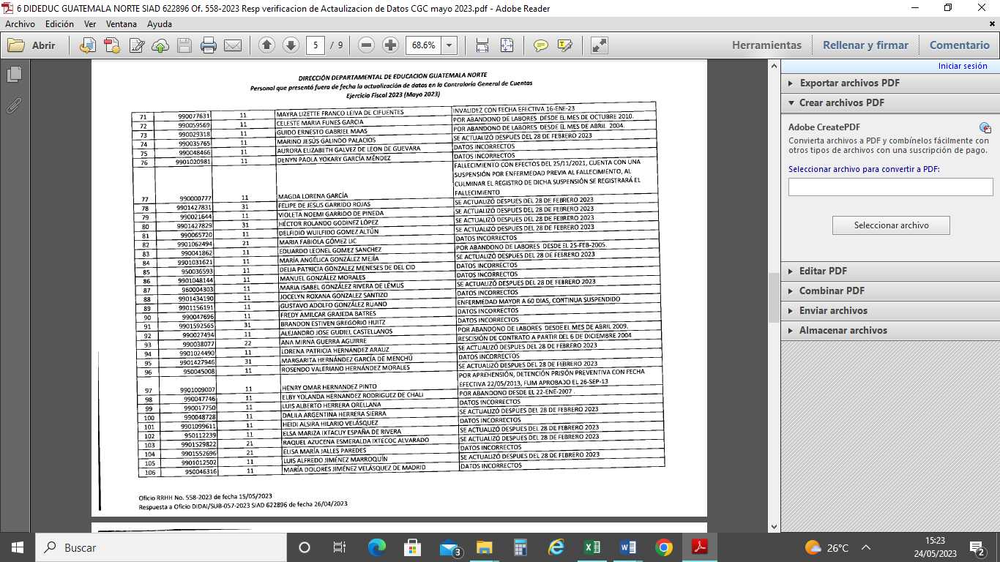 6 DIDEDUC GUATEMALA NORTE SIAD 622896 Of. 558-2023 Resp verificacion de Actaulizacion de Datos CGC mayo 2023.pdf - Adobe Reader
Archivo Edición Ver Ventana Ayuda
Abrir 5 / 9 68.6% Herramientas Rellenar y firmar Comentario
Iniciar sesión
Exportar archivos PDF
Crear archivos PDF
Adobe CreatePDF
Convierta archivos a PDF y combínelos fácilmente con
otros tipos de archivos con una suscripción de pago.
Seleccionar archivo para convertir a PDF:
Seleccionar archivo
Editar PDF
Combinar PDF
Enviar archivos
Almacenar archivos
DIRECCIÓN DEPARTAMENTAL DE EDUCACION GUATEMALA NORTE
Personal que presentó fuera de fecha la actualización de datos en la Contraloría General de Cuentas
Ejercicio Fiscal 2023 (Mayo 2023)
71 990077631 11 MAYRA LIZETTE FRANCO LEIVA DE CIFUENTES INVALIDEZ CON FECHA EFECTIVA 16-ENE-23
72 990059569 11 CELESTE MARIA FUNES GARCIA POR ABANDONO DE LABORES DESDE EL MES DE OCTUBRE 2010.
73 990029318 11 GUIDO ERNESTO GABRIEL MAAS POR ABANDONO DE LABORES DESDE EL MES DE ABRIL 2004.
74 990035765 11 MARINO JESÚS GALINDO PALACIOS SE ACTUALIZÓ DESPUES DEL 28 DE FEBRERO 2023
75 990048466 11 AURORA ELIZABETH GALVEZ DE LEON DE GUEVARA DATOS INCORRECTOS
76 9901020981 11 DENYN PAOLA YOKARY GARCÍA MÉNDEZ DATOS INCORRECTOS
FALLECIMIENTO CON EFECTOS DEL 25/11/2021, CUENTA CON UNA
SUSPENSIÓN POR ENFERMEDAD PREVIA AL FALLECIMIENTO, AL
CULMINAR EL REGISTRO DE DICHA SUSPENSIÓN SE REGISTRARÁ EL
77 990000777 11 MAGDA LORENA GARCÍA FALLECIMIENTO
78 9901427831 31 FELIPE DE JESUS GARRIDO ROJAS SE ACTUALIZÓ DESPUES DEL 28 DE FEBRERO 2023
79 990021644 11 VIOLETA NOEMI GARRIDO DE PINEDA SE ACTUALIZÓ DESPUES DEL 28 DE FEBRERO 2023
80 9901427829 31 HÉCTOR ROLANDO GODINEZ LÓPEZ SE ACTUALIZÓ DESPUES DEL 28 DE FEBRERO 2023
81 990065720 11 DELFIDIO WUILFIDO GOMEZ ALTÚN SE ACTUALIZÓ DESPUES DEL 28 DE FEBRERO 2023
82 9901062494 21 MARIA FABIOLA GÓMEZ LIC DATOS INCORRECTOS
83 990041862 11 EDUARDO LEONEL GOMEZ SANCHEZ POR ABANDONO DE LABORES DESDE EL 25-FEB-2005.
84 9901031621 11 MARÍA ANGÉLICA GONZÁLEZ MEJÍA SE ACTUALIZÓ DESPUES DEL 28 DE FEBRERO 2023
85 950036593 11 DELIA PATRICIA GONZALEZ MENESES DE DEL CID DATOS INCORRECTOS
86 9901048144 11 MANUEL GONZÁLEZ MORALES DATOS INCORRECTOS
87 960004303 11 MARIA ISABEL GONZÁLEZ RIVERA DE LÉMUS SE ACTUALIZÓ DESPUES DEL 28 DE FEBRERO 2023
88 9901434190 11 JOCELYN ROXANA GONZALEZ SANTIZO DATOS INCORRECTOS
89 9901156191 11 GUSTAVO ADOLFO GONZÁLEZ RUANO ENFERMEDAD MAYOR A 60 DIAS, CONTINUA SUSPENDIDO
90 990047696 11 FREDY AMILCAR GRAJEDA BATRES DATOS INCORRECTOS
91 9901592565 31 BRANDON ESTIVEN GREGORIO HUITZ DATOS INCORRECTOS
92 990027494 11 ALEJANDRO JOSE GUDIEL CASTELLANOS POR ABANDONO DE LABORES DESDE EL MES DE ABRIL 2009.
93 990038077 22 ANA MIRNA GUERRA AGUIRRE RESCISIÓN DE CONTRATO A PARTIR DEL 6 DE DICIEMBRE 2004
94 9901024490 11 LORENA PATRICIA HERNÁNDEZ ARAUZ SE ACTUALIZÓ DESPUES DEL 28 DE FEBRERO 2023
95 9901427946 31 MARGARITA HERNÁNDEZ GARCÍA DE MENCHÚ DATOS INCORRECTOS
96 950045008 11 ROSENDO VALERIANO HERNÁNDEZ MORALES SE ACTUALIZÓ DESPUES DEL 28 DE FEBRERO 2023
POR APREHENSIÓN, DETENCIÓN PRISIÓN PREVENTIVA CON FECHA
97 9901009007 11 HENRY OMAR HERNANDEZ PINTO EFECTIVA 22/05/2013, FUM APROBADO EL 26-SEP-13
98 990047746 11 ELBY YOLANDA HERNANDEZ RODRIGUEZ DE CHALI POR ABANDONO DESDE EL 22-ENE-2007 .
99 990017750 11 LUIS ALBERTO HERRERA ORELLANA DATOS INCORRECTOS
100 990048728 11 DALILA ARGENTINA HERRERA SIERRA SE ACTUALIZÓ DESPUES DEL 28 DE FEBRERO 2023
101 9901099611 11 HEIDI ALSIRA HILARIO VELÁSQUEZ DATOS INCORRECTOS
102 950112239 11 ELSA MARIZA IXTACUY ESPAÑA DE RIVERA SE ACTUALIZÓ DESPUES DEL 28 DE FEBRERO 2023
103 9901529822 21 RAQUEL AZUCENA ESMERALDA IXTECOC ALVARADO SE ACTUALIZÓ DESPUES DEL 28 DE FEBRERO 2023
104 9901552696 21 ELISA MARÍA JALLES PAREDES DATOS INCORRECTOS
105 9901012502 11 LUIS ALFREDO JIMÉNEZ MARROQUÍN SE ACTUALIZÓ DESPUES DEL 28 DE FEBRERO 2023
106 950046316 11 MARÍA DOLORES JIMÉNEZ VELÁSQUEZ DE MADRID DATOS INCORRECTOS
Oficio RRHH No. 558-2023 de fecha 15/05/2023
Respuesta a Oficio DIDAI/SUB-057-2023 SIAD 622896 de fecha 26/04/2023
Buscar 3 26°C 15:23
24/05/2023 2